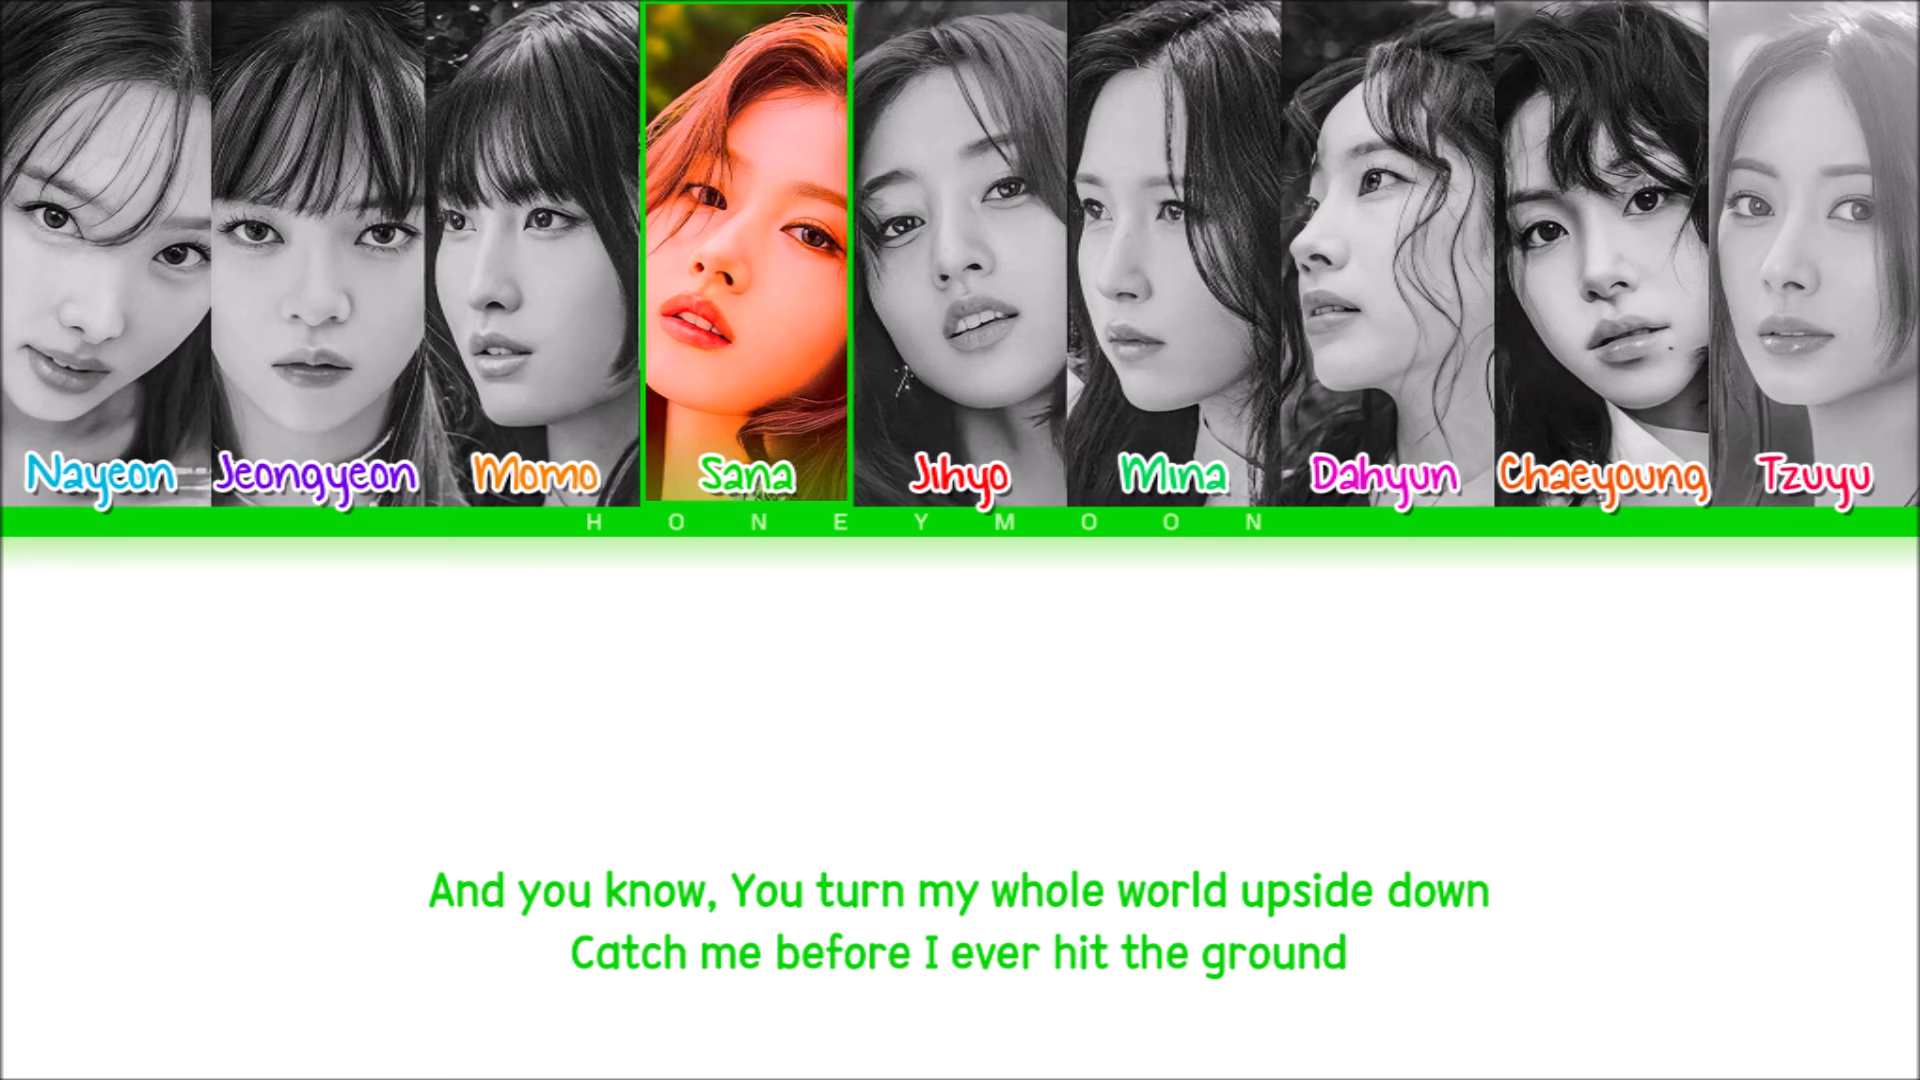 Nayeon Jeongyeon Momo Sana Jihyo Mina Dahyun Chaeyoung Tzuyu
HONEYMOON
And you know, You turn my whole world upside down
Catch me before I ever hit the ground